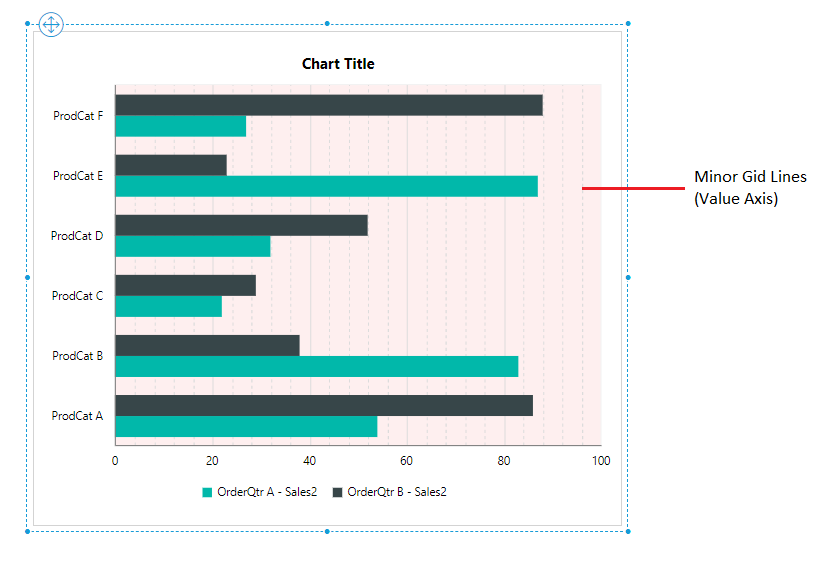 Chart Title
ProdCat F
ProdCat E
ProdCat D
ProdCat C
ProdCat B
ProdCat A
0 20 40 60 80 100
OrderQtr A - Sales2 OrderQtr B - Sales2
Minor Gid Lines
(Value Axis)